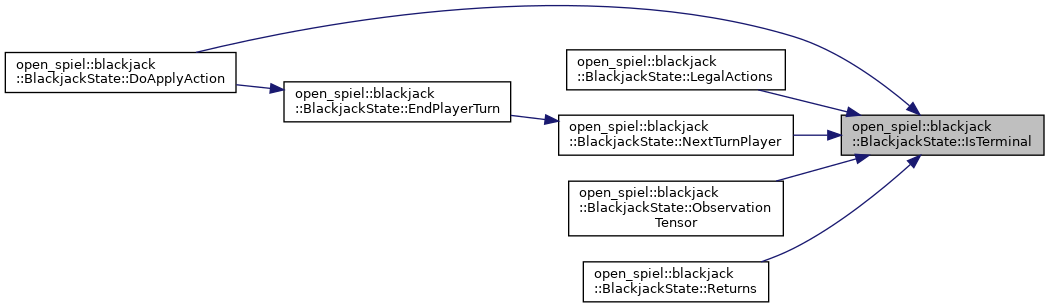 open_spiel::blackjack
::BlackjackState::DoApplyAction
open_spiel::blackjack
::BlackjackState::EndPlayerTurn
open_spiel::blackjack
::BlackjackState::LegalActions
open_spiel::blackjack
::BlackjackState::NextTurnPlayer
open_spiel::blackjack
::BlackjackState::Observation
Tensor
open_spiel::blackjack
::BlackjackState::Returns
open_spiel::blackjack
::BlackjackState::IsTerminal